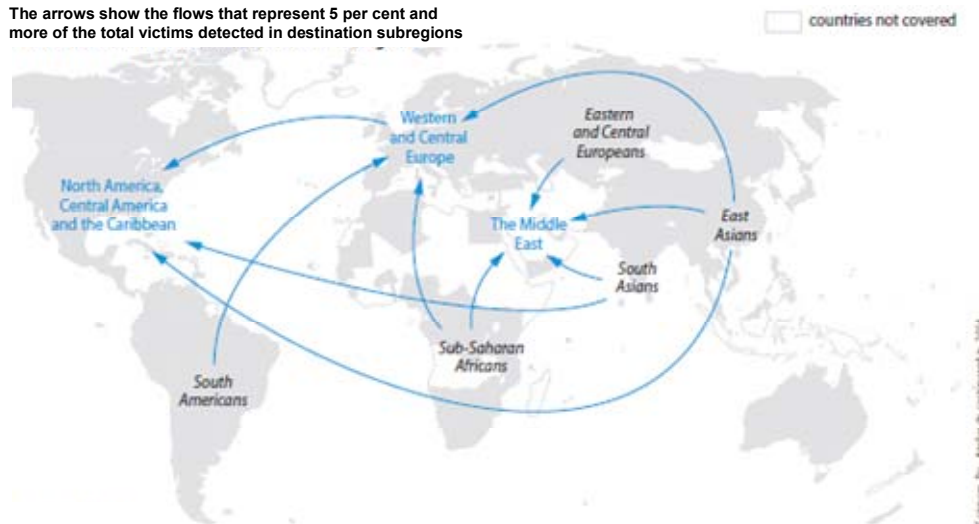 The arrows show the flows that represent 5 per cent and
more of the total victims detected in destination subregions
countries not covered
Western
and Central
Europe
Eastern
and Central
Europeans
North America,
Central America
and the Caribbean
The Middle
East
East
Asians
South
Asians
Sub-Saharan
Africans
South
Americans